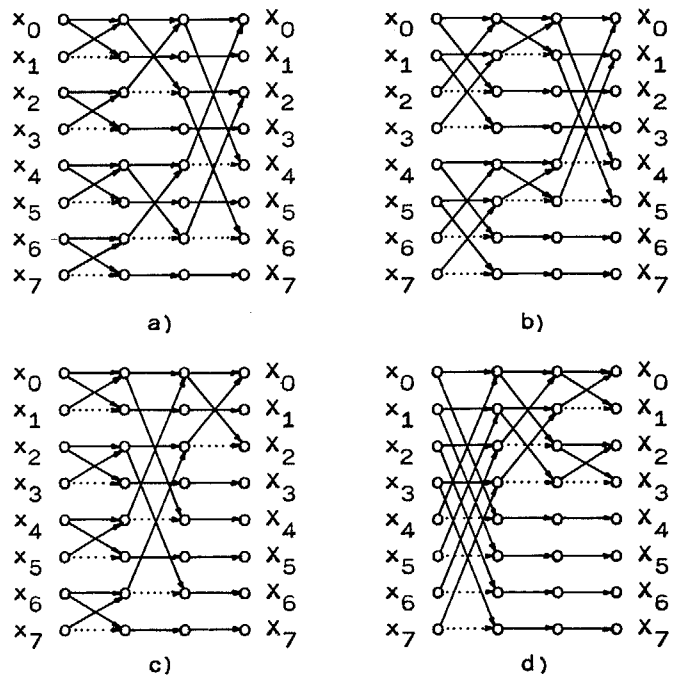 x0 X0 x0 X0
x1 X1 x1 X1
x2 X2 x2 X2
x3 X3 x3 X3
x4 X4 x4 X4
x5 X5 x5 X5
x6 X6 x6 X6
x7 X7 x7 X7
a) b)
x0 X0 x0 X0
x1 X1 x1 X1
x2 X2 x2 X2
x3 X3 x3 X3
x4 X4 x4 X4
x5 X5 x5 X5
x6 X6 x6 X6
x7 X7 x7 X7
c) d)